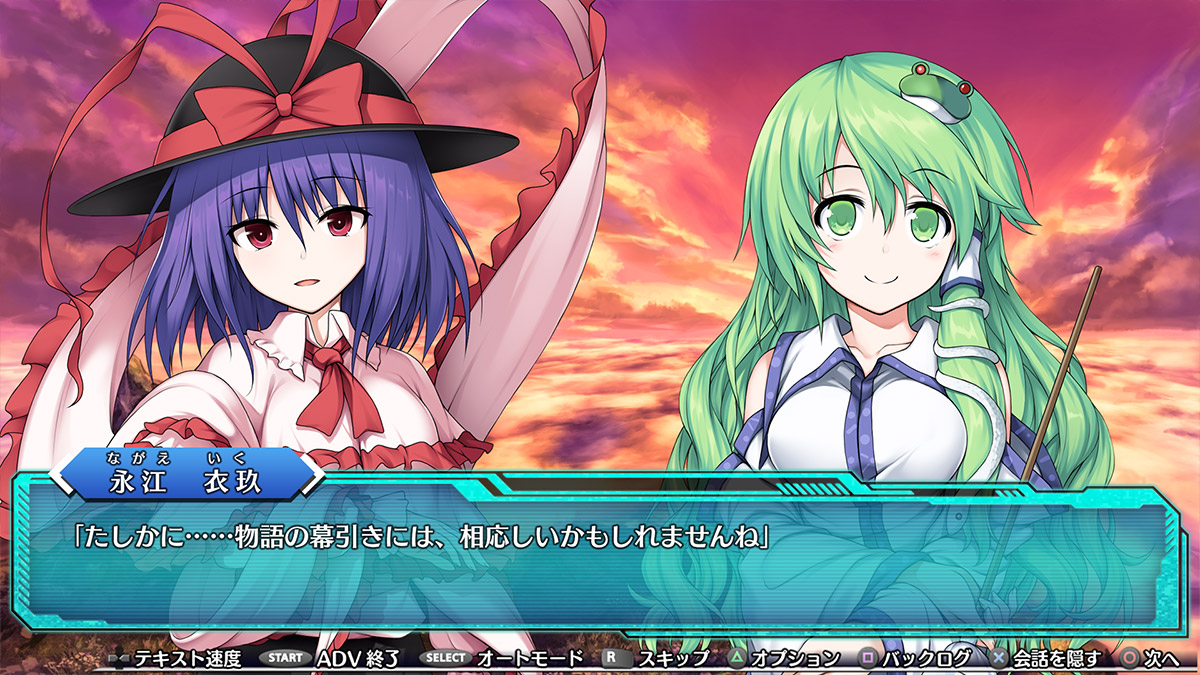 ながえ いく
永江 衣玖
「たしかに……物語の幕引きには、相応しいかもしれませんね」
テキスト速度 START ADV終了 SELECT オートモード R スキップ オプション バックログ 会話を隠す 次へ